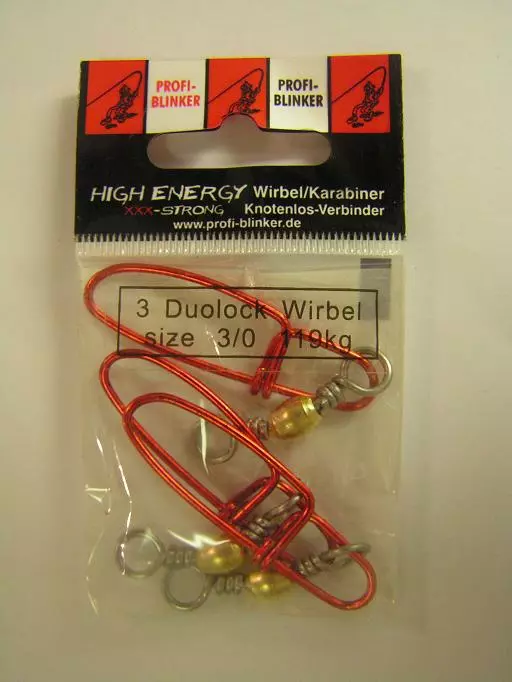 PROFI-
BLINKER
PROFI-
BLINKER
HIGH ENERGY Wirbel/Karabiner
XXX-STRONG Knotenlos-Verbinder
www.profi-blinker.de
3 Duolock Wirbel
size 3/0 119kg